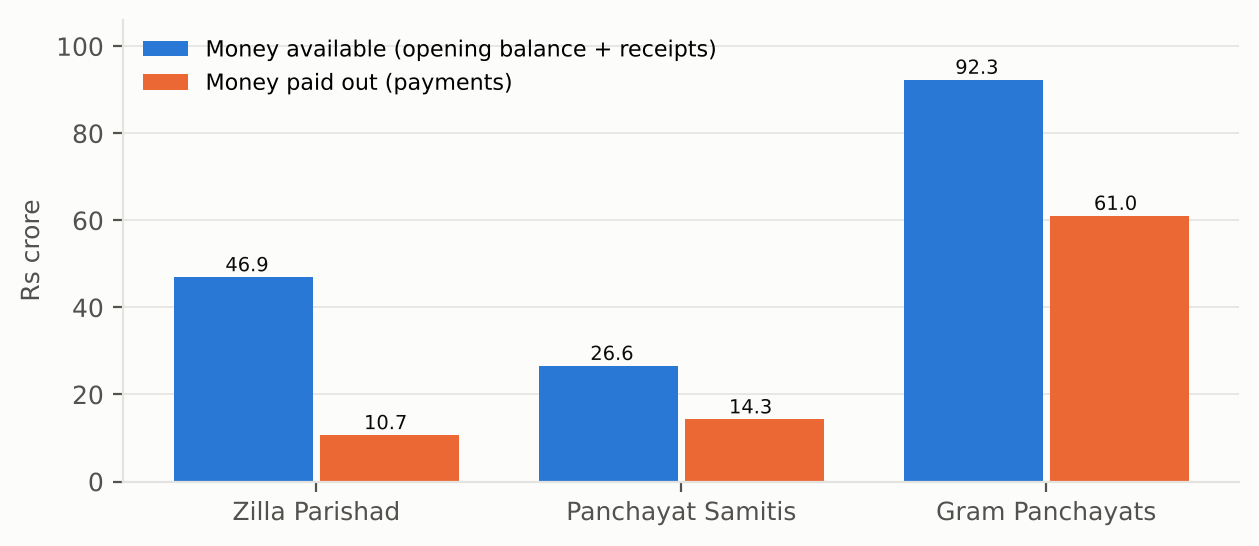 Money available (opening balance + receipts)
Money paid out (payments)
Rs crore
100
80
60
40
20
0
46.9
10.7
26.6
14.3
92.3
61.0
Zilla Parishad
Panchayat Samitis
Gram Panchayats